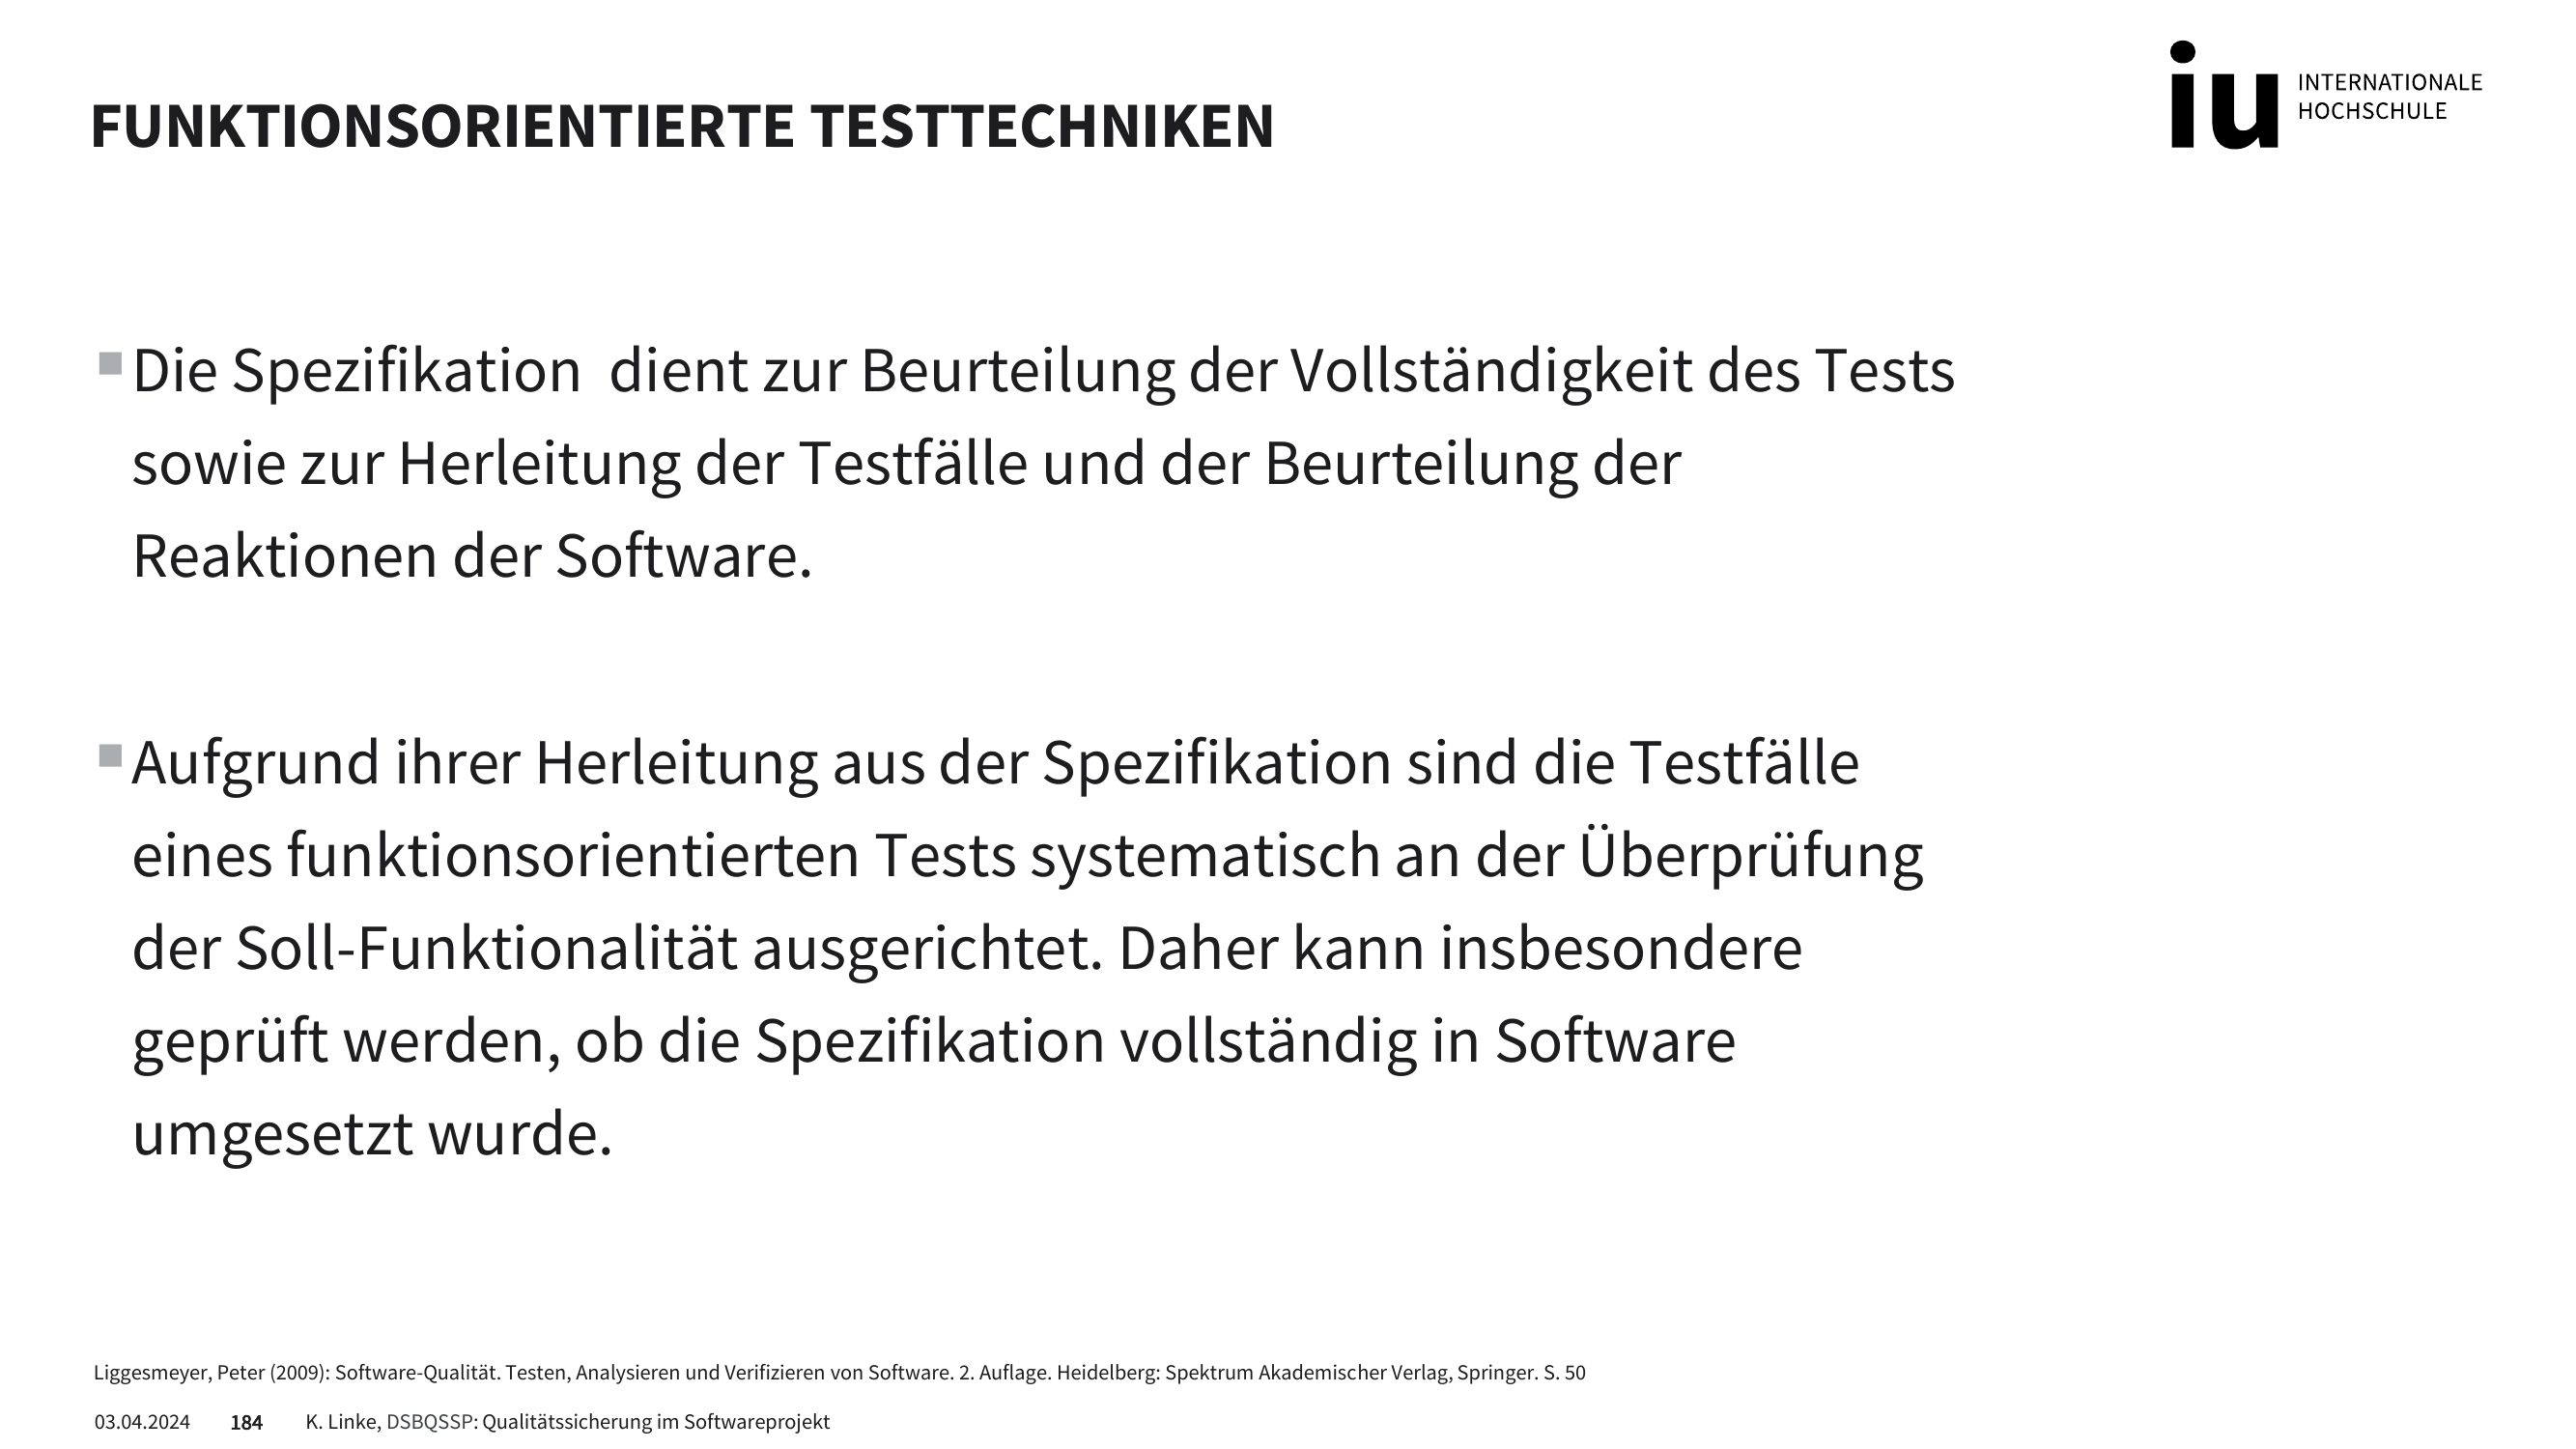 FUNKTIONSORIENTIERTE TESTTECHNIKEN
iu INTERNATIONALE
HOCHSCHULE
Die Spezifikation  dient zur Beurteilung der Vollständigkeit des Tests
sowie zur Herleitung der Testfälle und der Beurteilung der
Reaktionen der Software.
Aufgrund ihrer Herleitung aus der Spezifikation sind die Testfälle
eines funktionsorientierten Tests systematisch an der Überprüfung
der Soll-Funktionalität ausgerichtet. Daher kann insbesondere
geprüft werden, ob die Spezifikation vollständig in Software
umgesetzt wurde.
Liggesmeyer, Peter (2009): Software-Qualität. Testen, Analysieren und Verifizieren von Software. 2. Auflage. Heidelberg: Spektrum Akademischer Verlag, Springer. S. 50
03.04.2024 184 K. Linke, DSBQSSP: Qualitätssicherung im Softwareprojekt